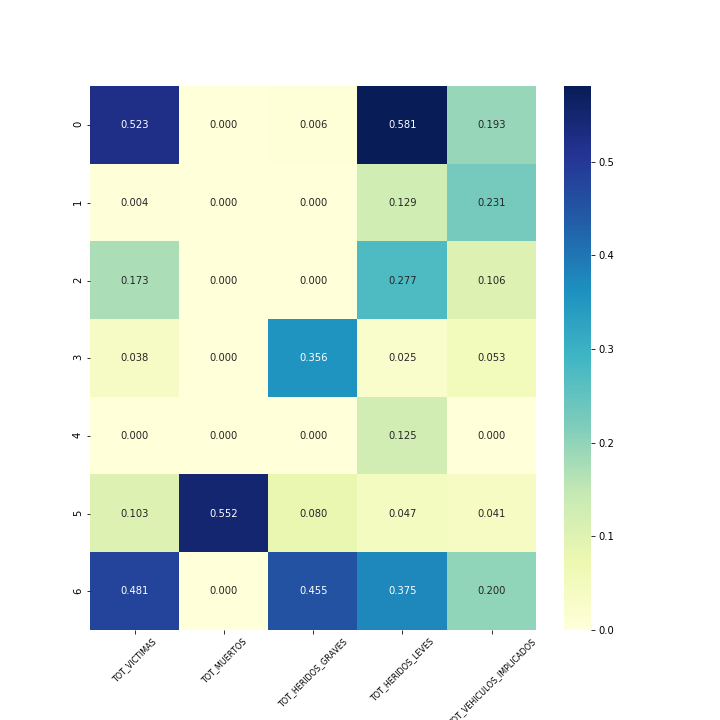 0 0.523 0.000 0.006 0.581 0.193
1 0.004 0.000 0.000 0.129 0.231
2 0.173 0.000 0.000 0.277 0.106
3 0.038 0.000 0.356 0.025 0.053
4 0.000 0.000 0.000 0.125 0.000
5 0.103 0.552 0.080 0.047 0.041
6 0.481 0.000 0.455 0.375 0.200
TOT_VICTIMAS
TOT_MUERTOS
TOT_HERIDOS_GRAVES
TOT_HERIDOS_LEVES
OT_VEHICULOS_IMPLICADOS
0.5
0.4
0.3
0.2
0.1
0.0